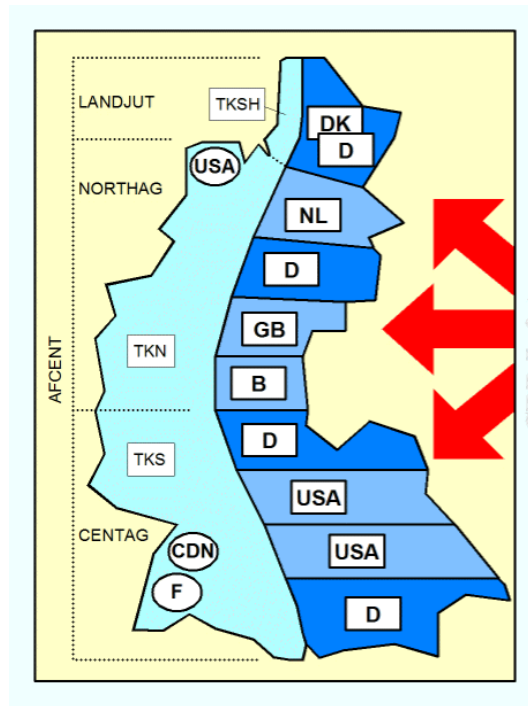 LANDJUT
TKSH
DK
D
USA
NORTHAG
NL
D
GB
AFCENT
TKN
B
D
TKS
USA
CENTAG
CDN
USA
F
D